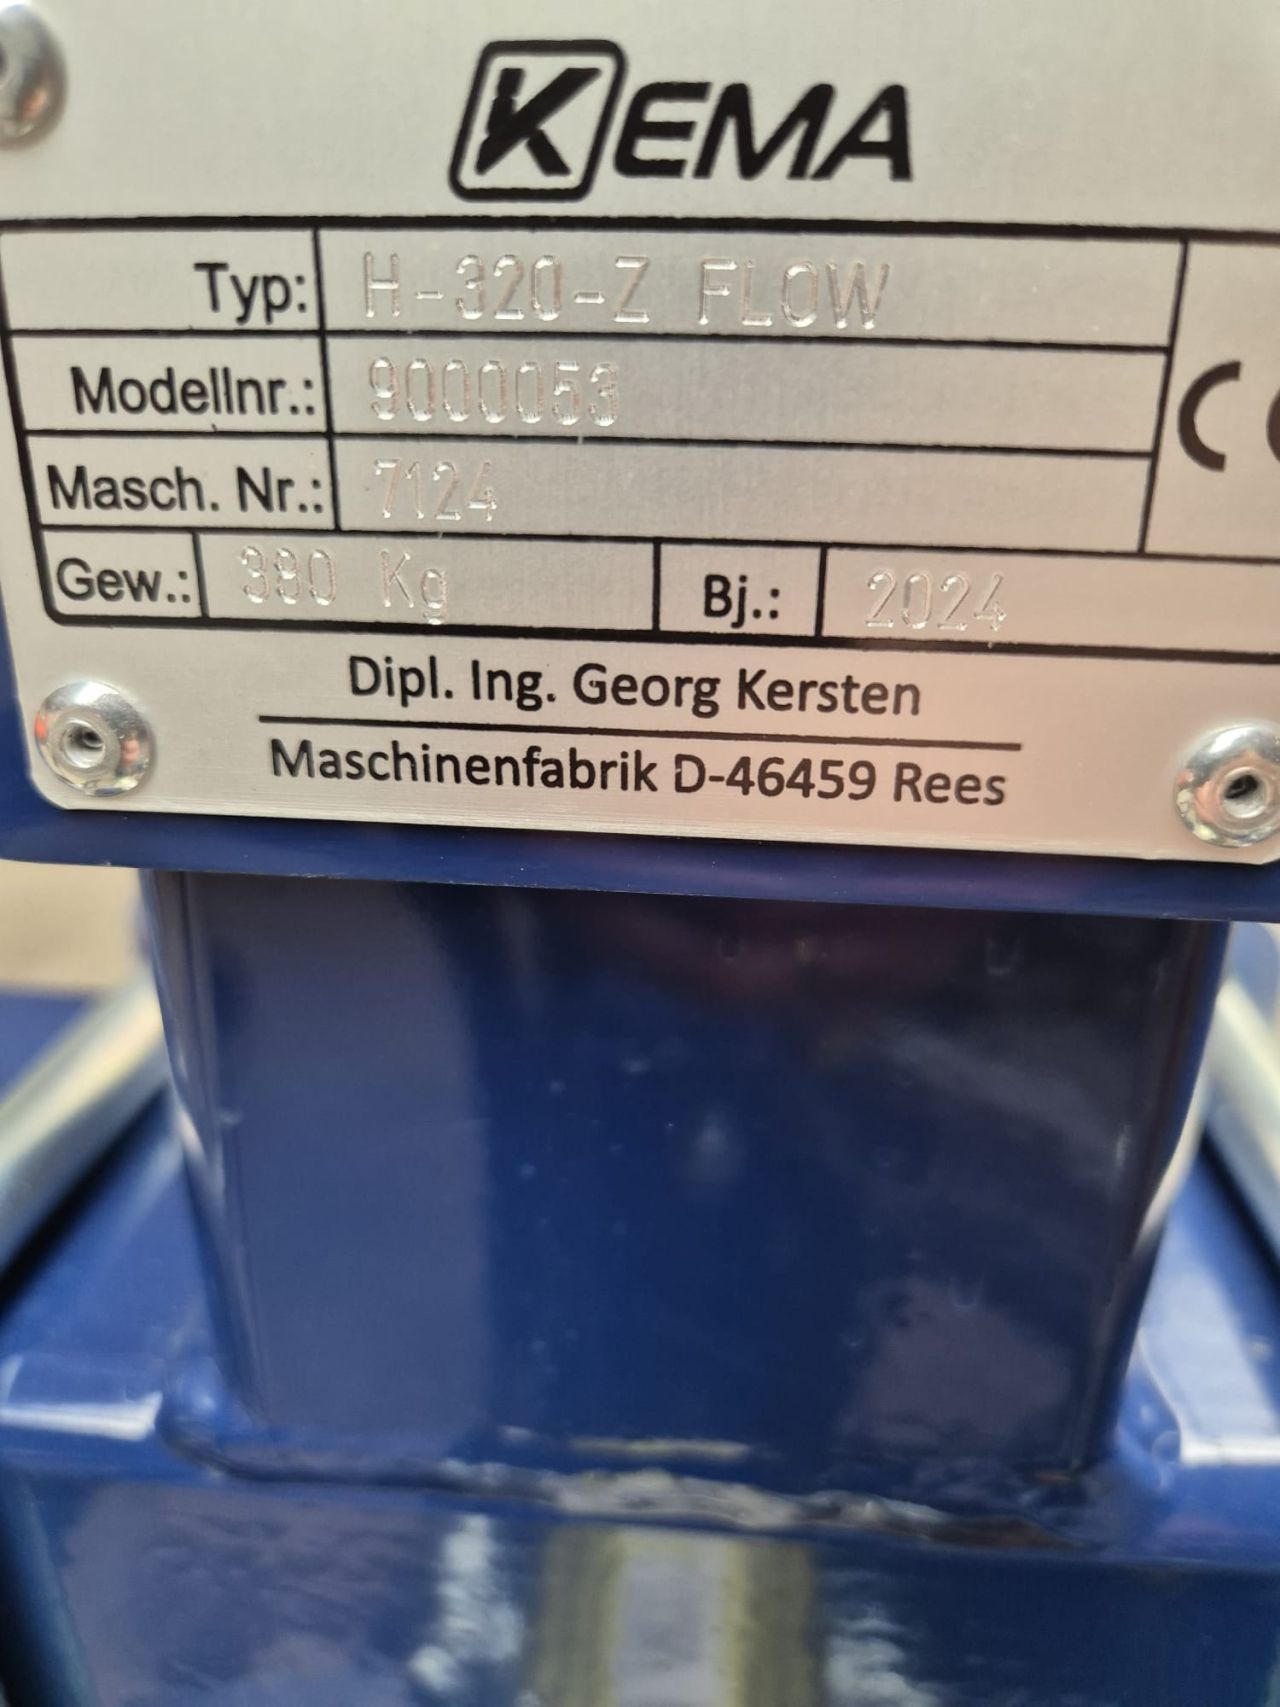 KEMA
Typ: H-320-Z FLOW
Modellnr.: 9000053
Masch. Nr.: 7124
Gew.: 380 Kg Bj.: 2024
Dipl. Ing. Georg Kersten
Maschinenfabrik D-46459 Rees